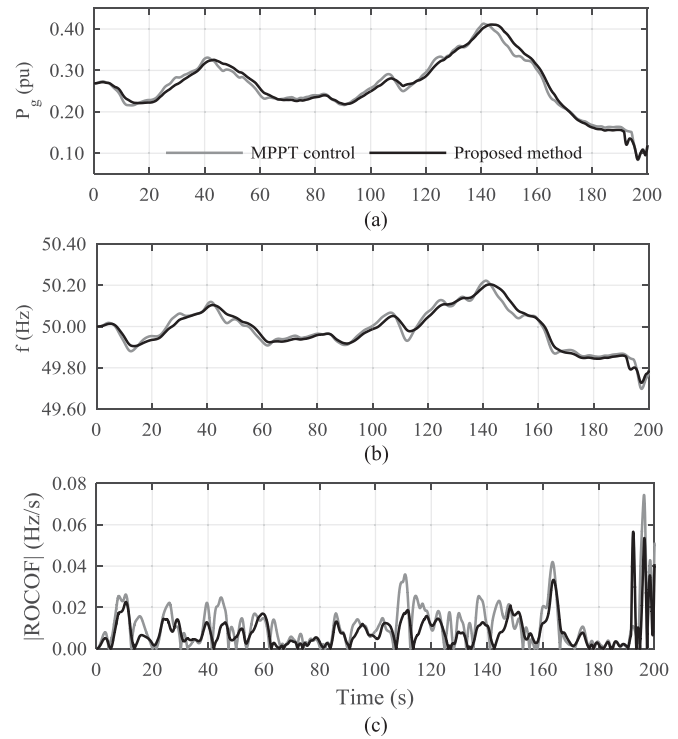 0.40
0.30
0.20
0.10
P_g (pu)
MPPT control
Proposed method
0 20 40 60 80 100 120 140 160 180 200
(a)
50.40
50.20
50.00
49.80
49.60
f (Hz)
0 20 40 60 80 100 120 140 160 180 200
(b)
0.08
0.06
0.04
0.02
0.00
|ROCOF| (Hz/s)
0 20 40 60 80 100 120 140 160 180 200
Time (s)
(c)